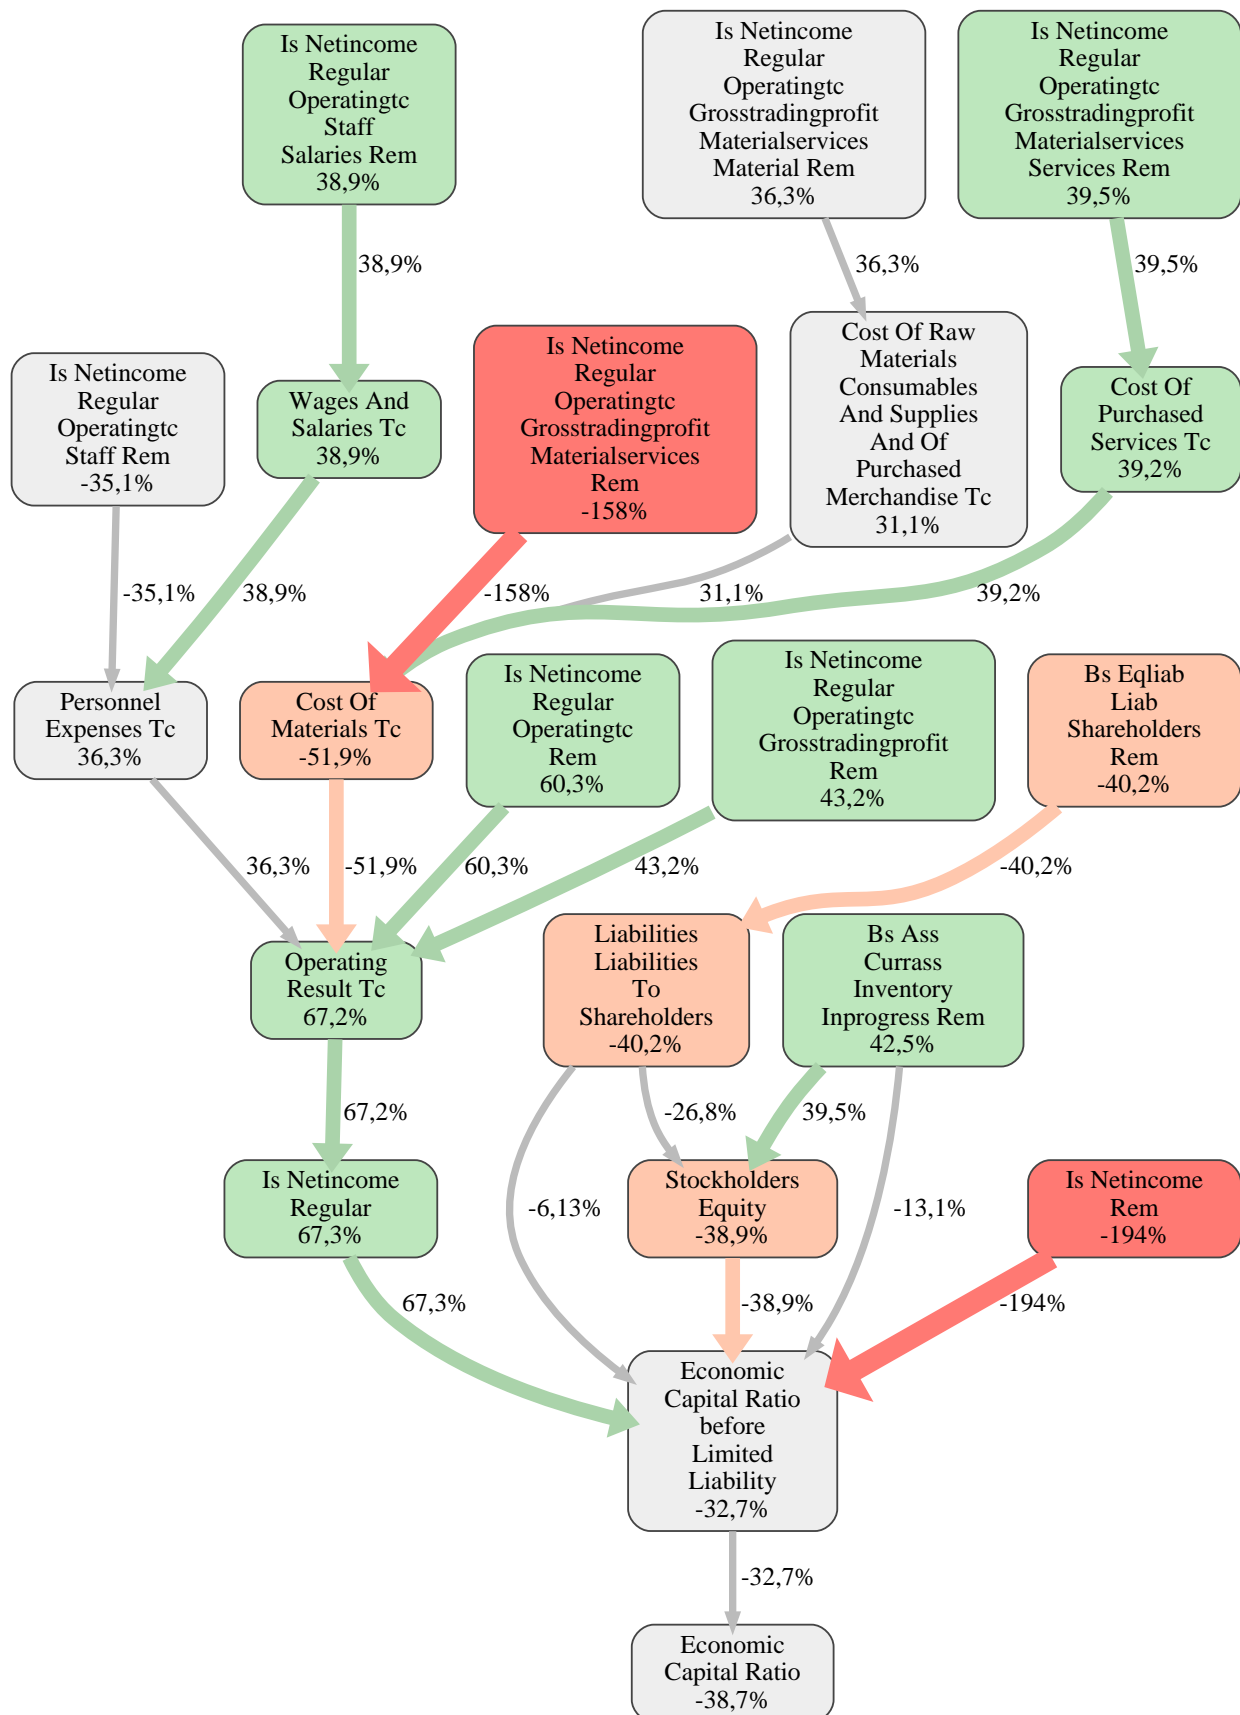 Is Netincome
Regular
Operatingtc
Staff
Salaries Rem
38,9%
Is Netincome
Regular
Operatingtc
Grosstradingprofit
Materialservices
Material Rem
36,3%
Is Netincome
Regular
Operatingtc
Grosstradingprofit
Materialservices
Services Rem
39,5%
38,9%
36,3%
39,5%
Is Netincome
Regular
Operatingtc
Staff Rem
-35,1%
Wages And
Salaries Tc
38,9%
Is Netincome
Regular
Operatingtc
Grosstradingprofit
Materialservices
Rem
-158%
Cost Of Raw
Materials
Consumables
And Supplies
And Of
Purchased
Merchandise Tc
31,1%
Cost Of
Purchased
Services Tc
39,2%
-35,1%
38,9%
-158%
31,1%
39,2%
Personnel
Expenses Tc
36,3%
Cost Of
Materials Tc
-51,9%
Is Netincome
Regular
Operatingtc
Rem
60,3%
Is Netincome
Regular
Operatingtc
Grosstradingprofit
Rem
43,2%
Bs Eqliab
Liab
Shareholders
Rem
-40,2%
36,3%
-51,9%
60,3%
43,2%
-40,2%
Operating
Result Tc
67,2%
Liabilities
Liabilities
To
Shareholders
-40,2%
Bs Ass
Currass
Inventory
Inprogress Rem
42,5%
67,2%
-26,8%
39,5%
-6,13%
-13,1%
Is Netincome
Regular
67,3%
Stockholders
Equity
-38,9%
Is Netincome
Rem
-194%
67,3%
-38,9%
-194%
Economic
Capital Ratio
before
Limited
Liability
-32,7%
-32,7%
Economic
Capital Ratio
-38,7%